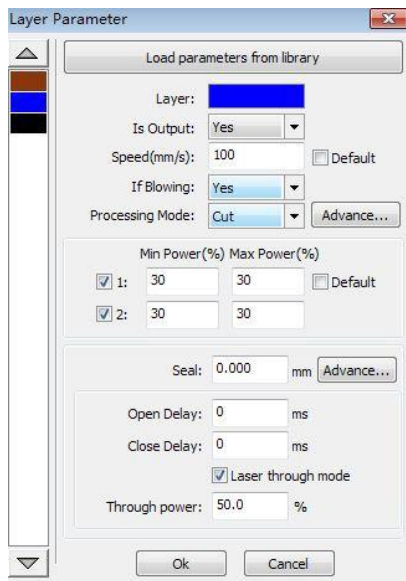 Layer Parameter
Load parameters from library
Layer:
Is Output: Yes
Speed(mm/s): 100 Default
If Blowing: Yes
Processing Mode: Cut Advance...
Min Power(%) Max Power(%)
1: 30 30 Default
2: 30 30
Seal: 0.000 mm Advance...
Open Delay: 0 ms
Close Delay: 0 ms
Laser through mode
Through power: 50.0 %
Ok Cancel